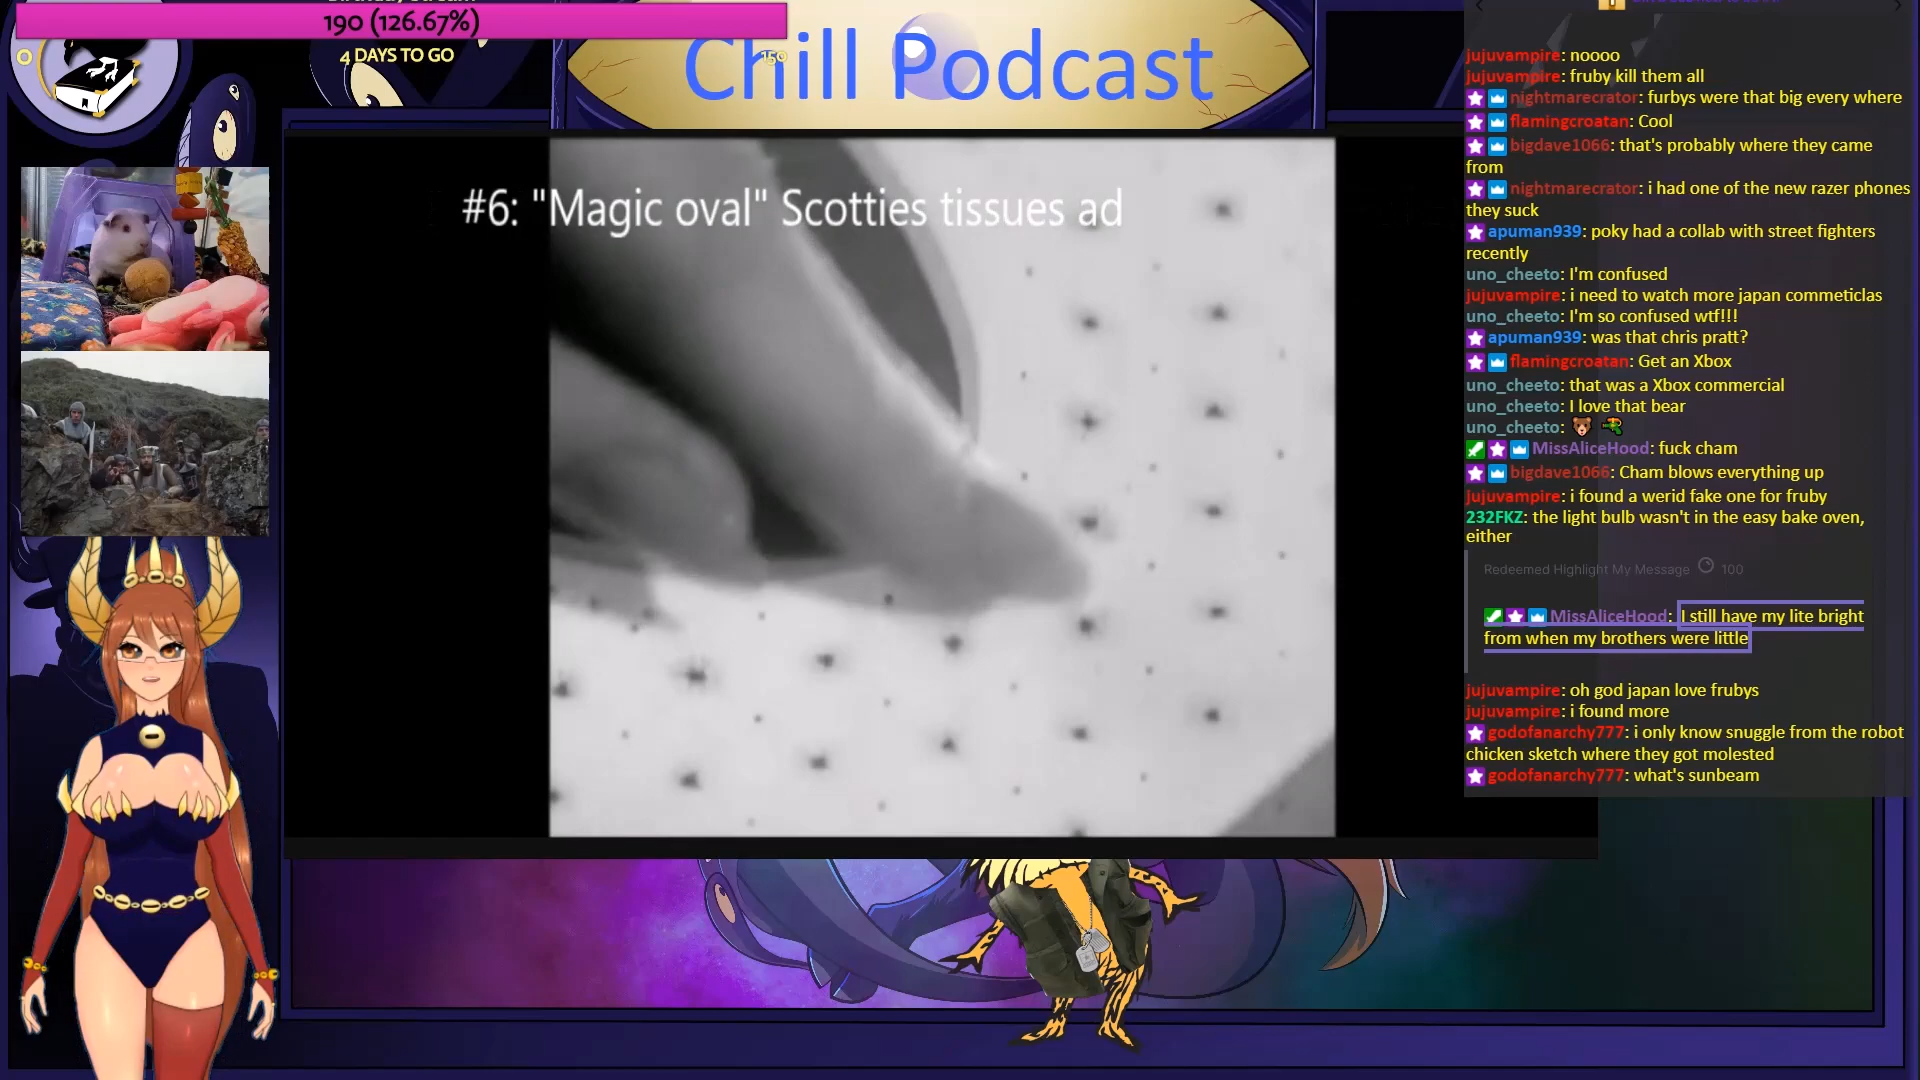 190 (126.67%)
4 DAYS TO GO
0
150
Chill Podcast
#6: "Magic oval" Scotties tissues ad
jujuvampire: noooo
jujuvampire: fruby kill them all
nightmarecrator: furbys were that big every where
flamingcroatan: Cool
bigdave1066: that's probably where they came
from
nightmarecrator: i had one of the new razer phones
they suck
apuman939: poky had a collab with street fighters
recently
uno_cheeto: I'm confused
jujuvampire: i need to watch more japan commeticlas
uno_cheeto: I'm so confused wtf!!!
apuman939: was that chris pratt?
flamingcroatan: Get an Xbox
uno_cheeto: that was a Xbox commercial
uno_cheeto: I love that bear
uno_cheeto:
MissAliceHood: fuck cham
bigdave1066: Cham blows everything up
jujuvampire: i found a werid fake one for fruby
232FKZ: the light bulb wasn't in the easy bake oven,
either
Redeemed Highlight My Message 100
MissAliceHood: I still have my lite bright
from when my brothers were little
jujuvampire: oh god japan love frubys
jujuvampire: i found more
godofanarchy777: i only know snuggle from the robot
chicken sketch where they got molested
godofanarchy777: what's sunbeam